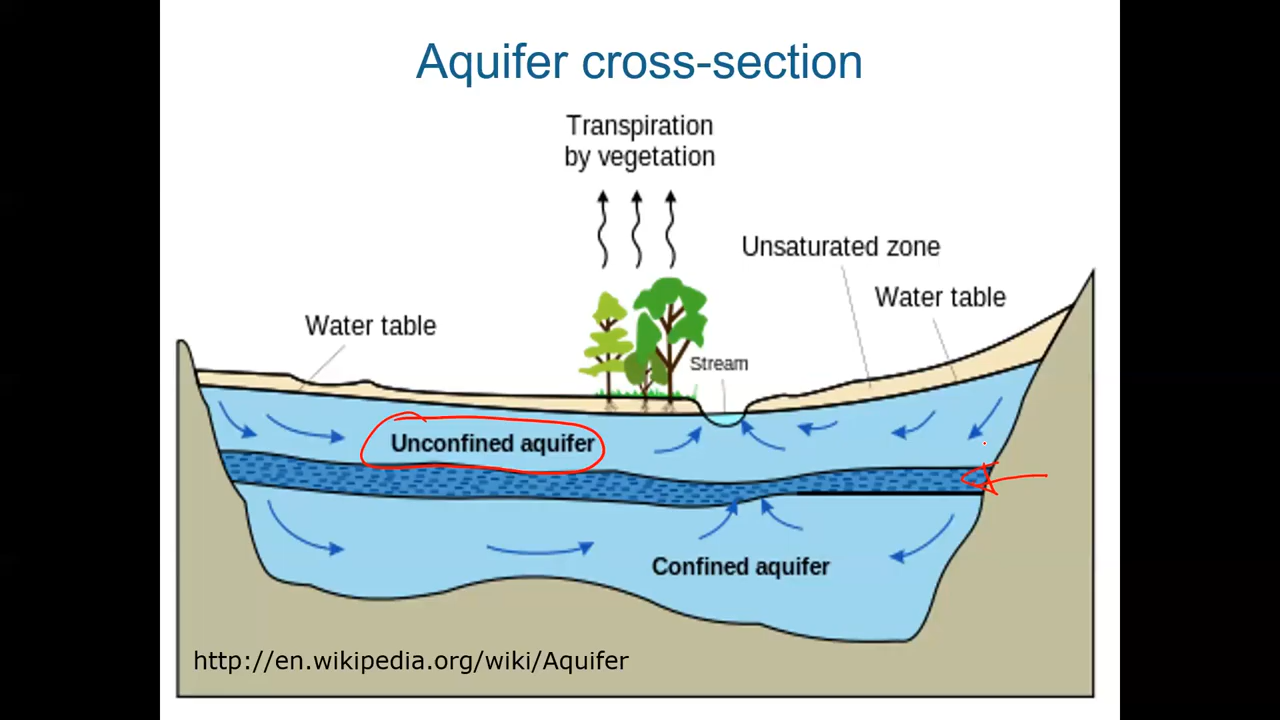 Aquifer cross-section
Transpiration
by vegetation
Unsaturated zone
Water table
Water table
Stream
Unconfined aquifer
Confined aquifer
http://en.wikipedia.org/wiki/Aquifer